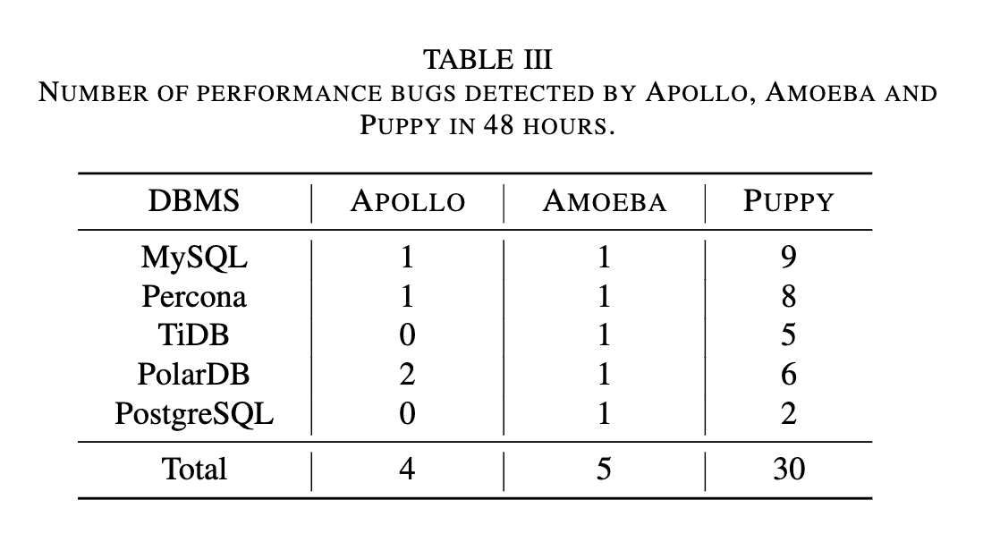 TABLE III
NUMBER OF PERFORMANCE BUGS DETECTED BY APOLLO, AMOEBA AND
PUPPY IN 48 HOURS.
DBMS | APOLLO | AMOEBA | PUPPY
MySQL | 1 | 1 | 9
Percona | 1 | 1 | 8
TiDB | 0 | 1 | 5
PolarDB | 2 | 1 | 6
PostgreSQL | 0 | 1 | 2
Total | 4 | 5 | 30